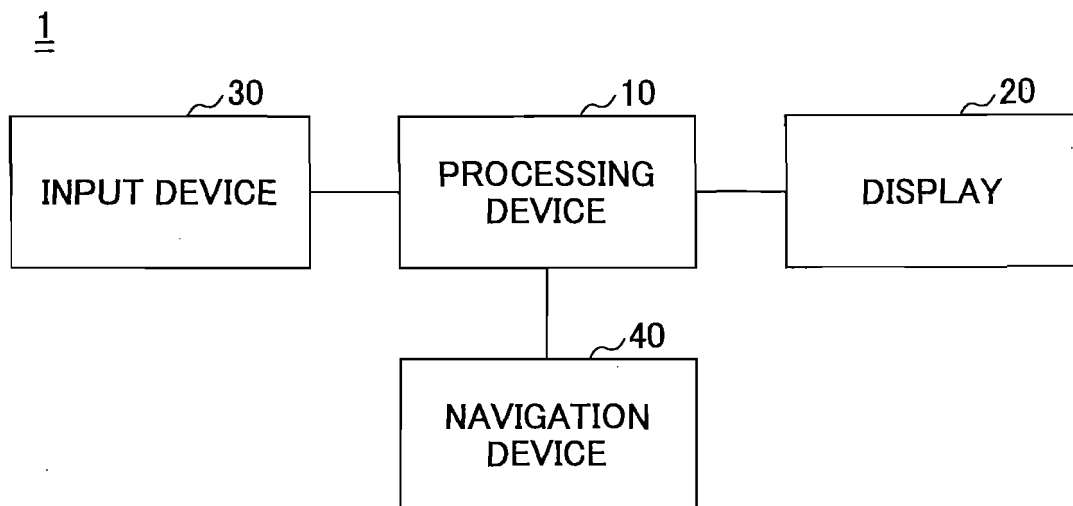 1
30
10
20
INPUT DEVICE
PROCESSING
DEVICE
DISPLAY
40
NAVIGATION
DEVICE